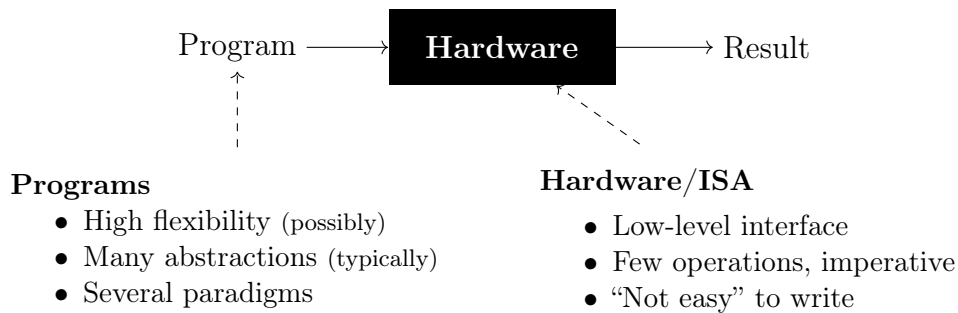 Program
Hardware
Result
Programs
• High flexibility (possibly)
• Many abstractions (typically)
• Several paradigms
Hardware/ISA
• Low-level interface
• Few operations, imperative
• “Not easy” to write